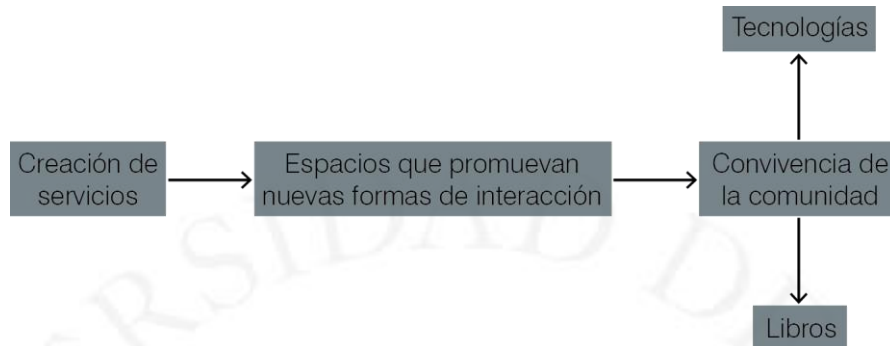 Tecnologías
Creación de
servicios
Espacios que promuevan
nuevas formas de interacción
Convivencia de
la comunidad
Libros